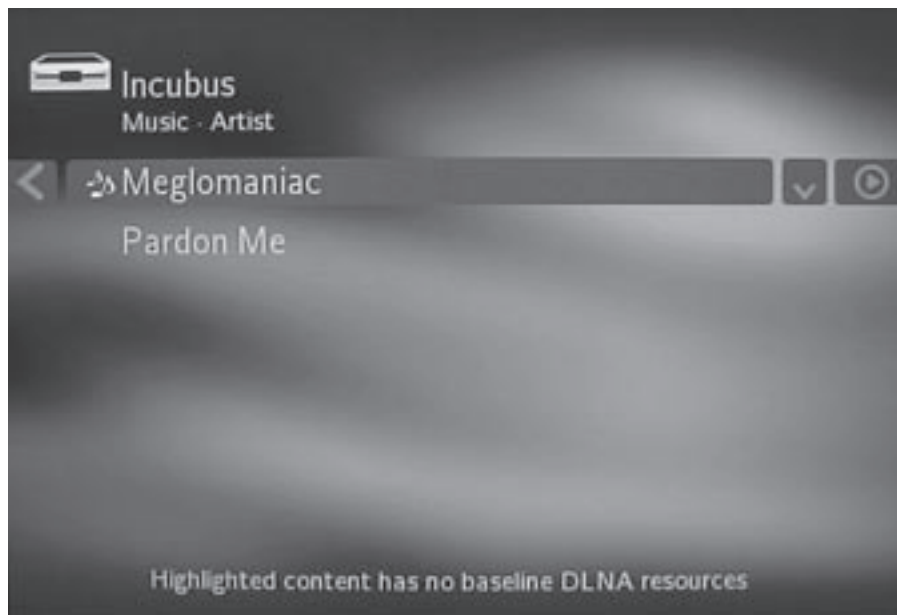 Incubus
Music · Artist
Meglomaniac
Pardon Me
Highlighted content has no baseline DLNA resources